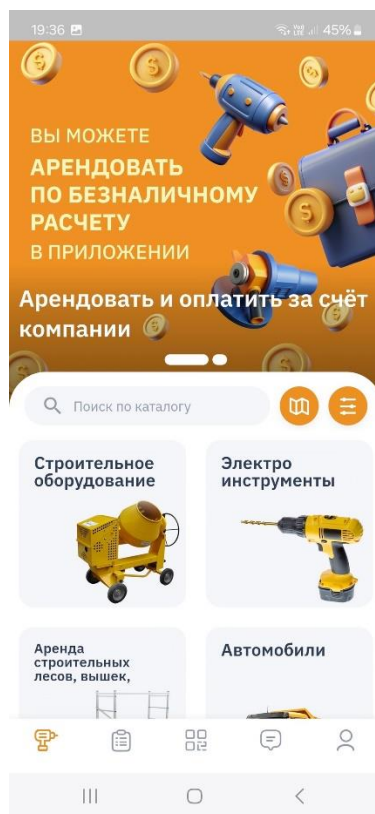 19:36
45%
ВЫ МОЖЕТЕ
АРЕНДОВАТЬ
ПО БЕЗНАЛИЧНОМУ
РАСЧЕТУ
В ПРИЛОЖЕНИИ
Арендовать и оплатить за счёт
компании
Поиск по каталогу
Строительное
оборудование
Электро
инструменты
Аренда
строительных
лесов, вышек,
Автомобили